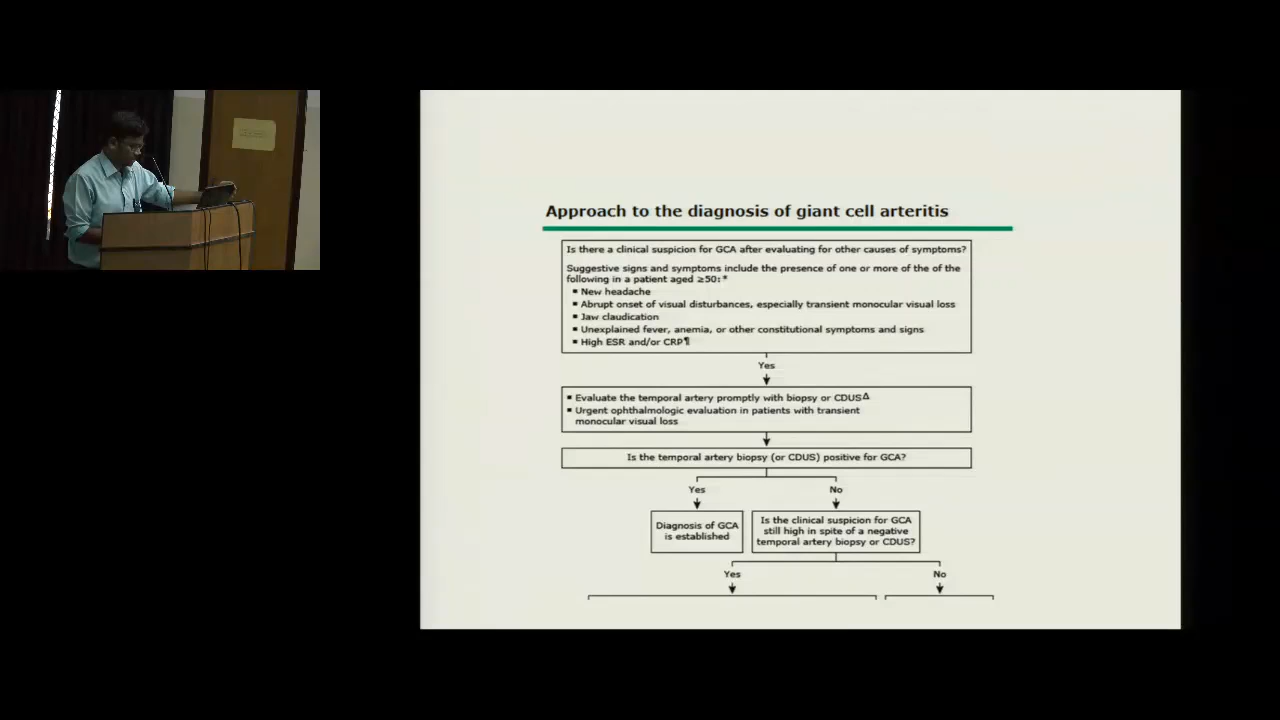 Approach to the diagnosis of giant cell arteritis
Is there a clinical suspicion for GCA after evaluating for other causes of symptoms?
Suggestive signs and symptoms include the presence of one or more of the of the
following in a patient aged ≥50:*
▪ New headache
▪ Abrupt onset of visual disturbances, especially transient monocular visual loss
▪ Jaw claudication
▪ Unexplained fever, anemia, or other constitutional symptoms and signs
▪ High ESR and/or CRP¶
Yes
▪ Evaluate the temporal artery promptly with biopsy or CDUSΔ
▪ Urgent ophthalmologic evaluation in patients with transient
monocular visual loss
Is the temporal artery biopsy (or CDUS) positive for GCA?
Yes
No
Diagnosis of GCA
is established
Is the clinical suspicion for GCA
still high in spite of a negative
temporal artery biopsy or CDUS?
Yes
No